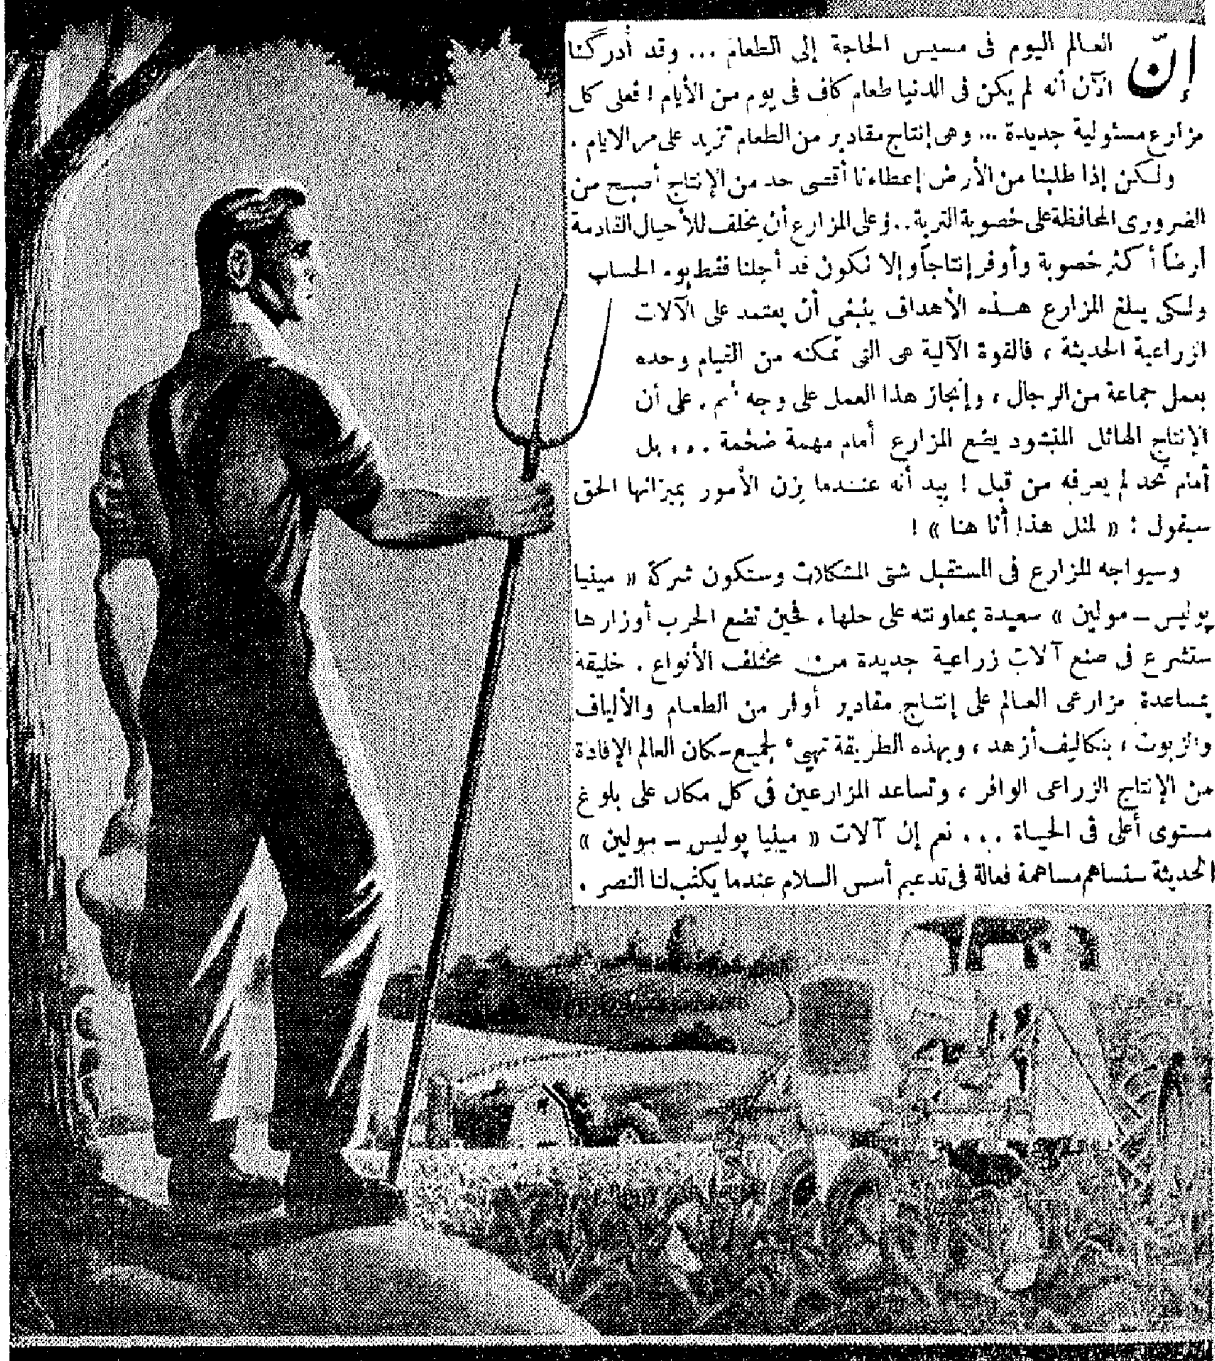 إنّ العالم اليوم فى مسيس الحاجة إلى الطعام ... وقد أدركنا
الآن أنه لم يكن فى الدنيا طعام كاف فى يوم من الأيام ! فعلى كل
مزارع مسئولية جديدة ... وهى إنتاج مقادير من الطعام تزيد على مر الايام .
ولكن إذا طلبنا من الأرض إعطاءنا أقصى حد من الإنتاج أصبح من
الضرورى المحافظة على خصوبة التربة .. وعلى المزارع أن يخلف للأجيال القادمة
أرضاً أكثر خصوبة وأوفر إنتاجاً وإلا نكون قد أجلنا فقط يوم الحساب
ولكى يبلغ المزارع هذه الأهداف ينبغى أن يعتمد على الآلات
الزراعية الحديثة ، فالقوة الآلية هى التى تمكنه من القيام وحده
بعمل جماعة من الرجال ، وإنجاز هذا العمل على وجه أتم . على أن
الإنتاج الهائل المنشود يضع المزارع أمام مهمة ضخمة ... بل
أمام تحد لم يعرفه من قبل ! بيد أنه عندما يزن الأمور بميزانها الحق
سيقول : « لمثل هذا أنا هنا » !
وسيواجه المزارع فى المستقبل شتى المشكلات وستكون شركة « مينيا
پوليس ــ مولين » سعيدة بمعاونته على حلها . فحين تضع الحرب أوزارها
ستشرع فى صنع آلات زراعية جديدة من مختلف الأنواع . خليقة
بمساعدة مزارعى العالم على إنتاج مقادير أوفر من الطعام والألياف
والزيوت ، بتكاليف أزهد ، وبهذه الطريقة تهيئ لجميع سكان العالم الإفادة
من الإنتاج الزراعى الوافر ، وتساعد المزارعين فى كل مكان على بلوغ
مستوى أعلى فى الحياة ... نعم إن آلات « مينيا پوليس ــ مولين »
الحديثة ستساهم مساهمة فعالة فى تدعيم أسس السلام عندما يكتب لنا النصر .